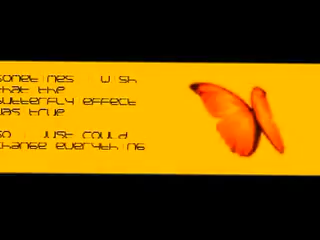 sometimes I wish
that the
butterfly effect
was true
so I just could
change everything